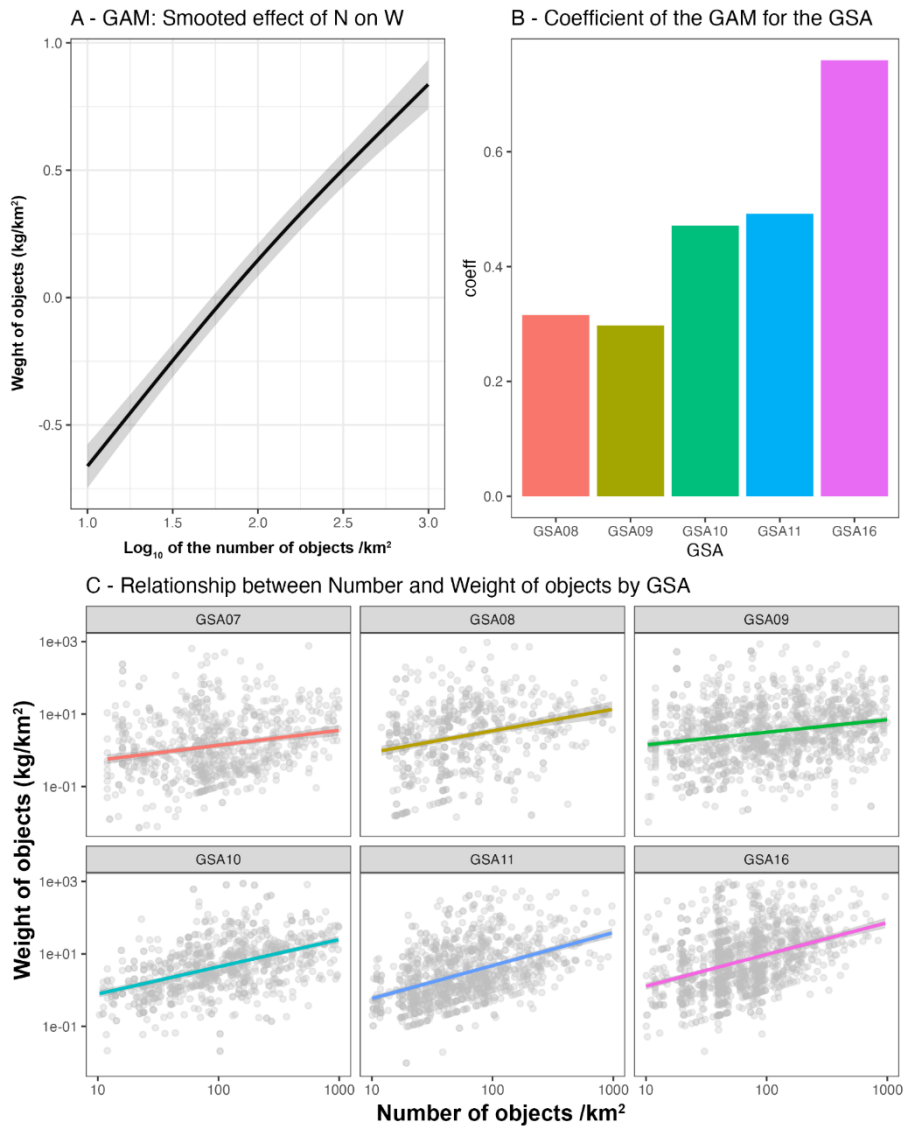 A - GAM: Smooted effect of N on W
1.0
0.5
0.0
-0.5
Weght of objects (kg/km²)
1.0 1.5 2.0 2.5 3.0
Log₁₀ of the number of objects /km²
B - Coefficient of the GAM for the GSA
0.6
0.4
0.2
0.0
coeff
GSA08 GSA09 GSA10 GSA11 GSA16
GSA
C - Relationship between Number and Weight of objects by GSA
GSA07 GSA08 GSA09
1e+03
1e+01
1e-01
GSA10 GSA11 GSA16
1e+03
1e+01
1e-01
Weight of objects (kg/km²)
10 100 1000 10 100 1000 10 100 1000
Number of objects /km²